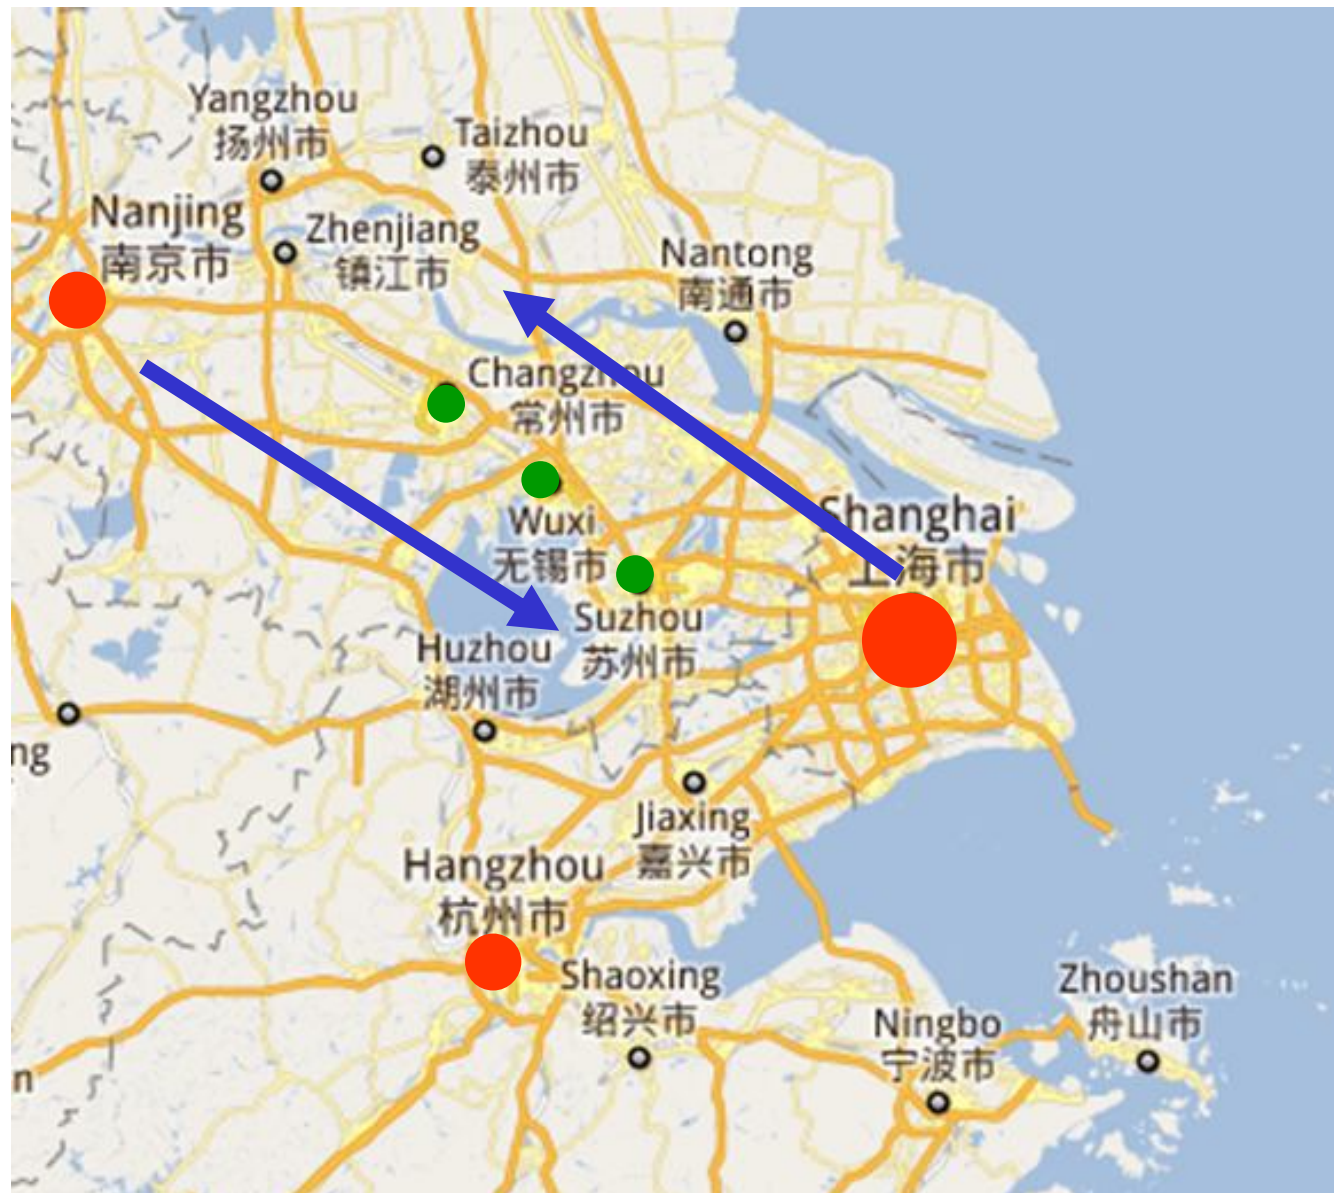 Yangzhou
扬州市
Taizhou
泰州市
Nanjing
南京市
Zhenjiang
镇江市
Nantong
南通市
Changzhou
常州市
Wuxi
无锡市
Shanghai
上海市
Suzhou
苏州市
Huzhou
湖州市
ng
Jiaxing
嘉兴市
Hangzhou
杭州市
Shaoxing
绍兴市
Zhoushan
舟山市
Ningbo
宁波市
n